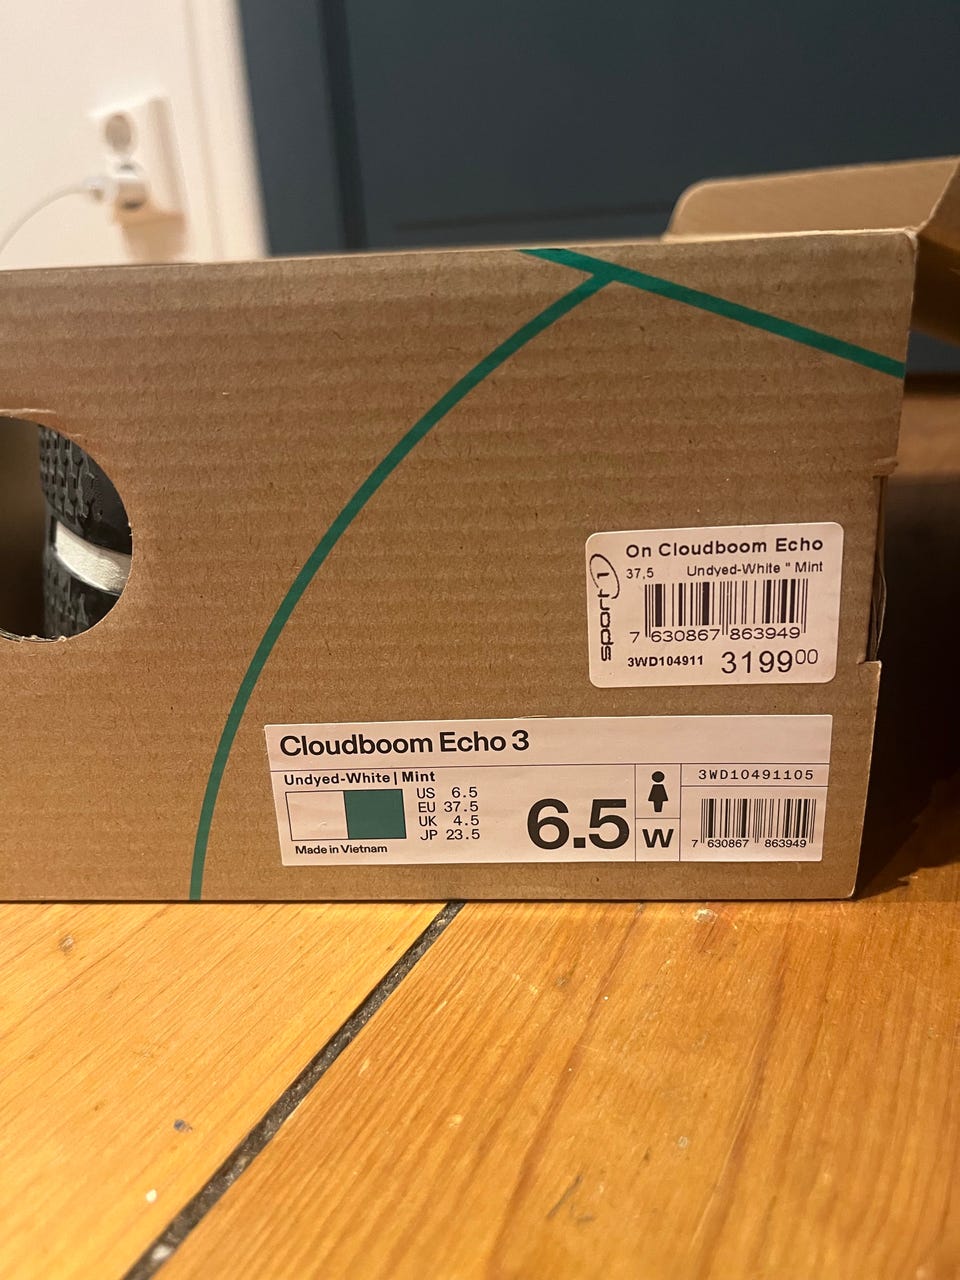 On Cloudboom Echo
37,5 Undyed-White " Mint
sport 1
7 630867 863949
3WD104911 3199 00
Cloudboom Echo 3
Undyed-White | Mint
US 6.5
EU 37.5
UK 4.5
JP 23.5
Made in Vietnam
6.5
W
3WD10491105
7 630867 863949